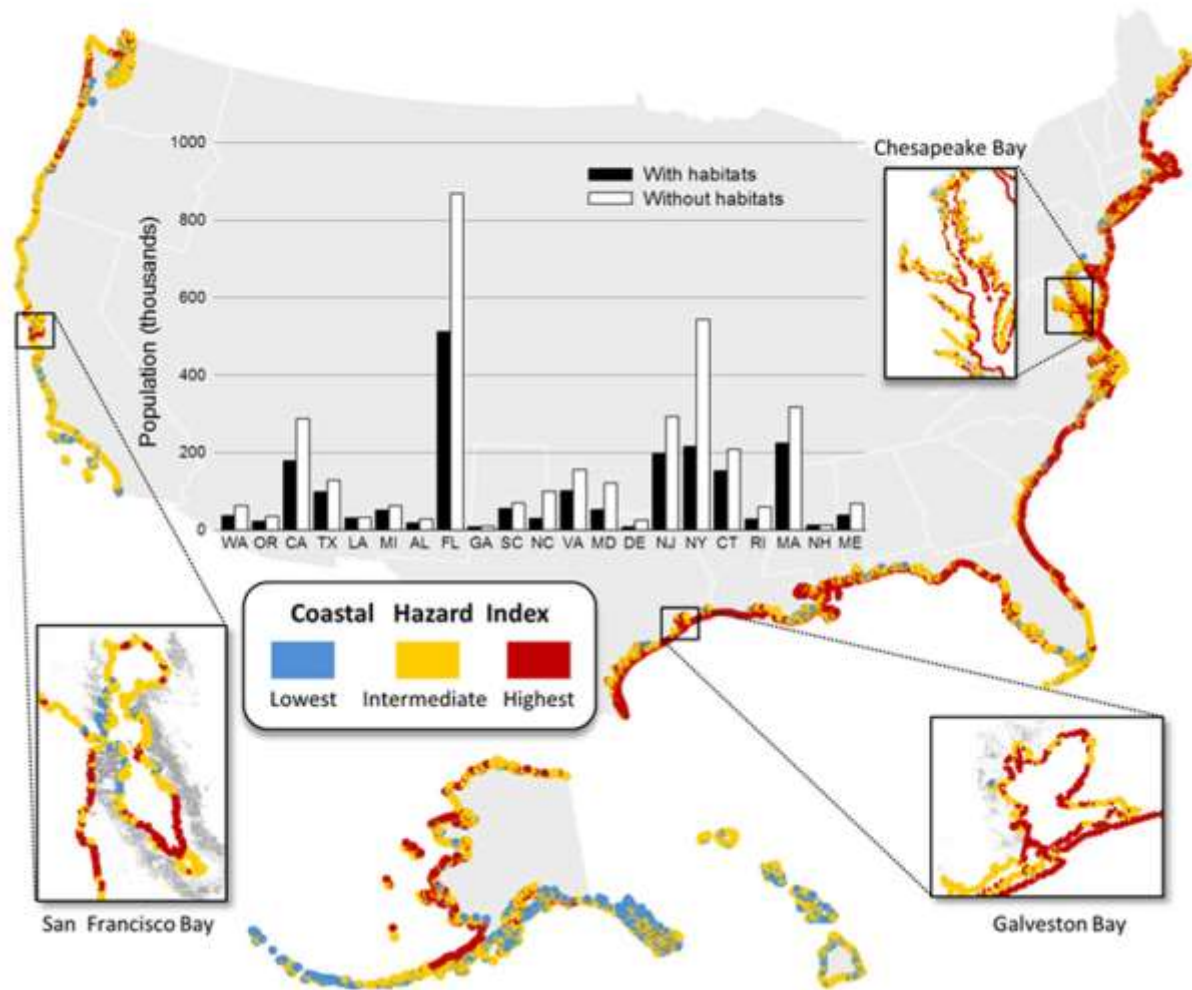 1000
800
600
400
200
0
Population (thousands)
With habitats
Without habitats
WA OR CA TX LA MI AL FL GA SC NC VA MD DE NJ NY CT RI MA NH ME
Chesapeake Bay
Coastal Hazard Index
Lowest Intermediate Highest
San Francisco Bay
Galveston Bay